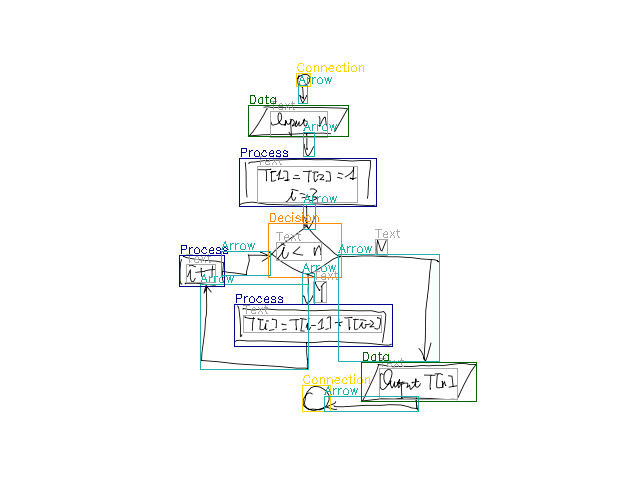 Connection
Arrow
Data
Text
Input n
Arrow
Process
Text
T[1] = T[2] = 1
i = 3
Arrow
Decision
Text
i < n
Arrow
Text
N
Process
Arrow
Text
i+1
Arrow
Arrow
Text
Y
Process
Text
T[i] = T[i-1] + T[i-2]
Data
Text
Output T[n]
Connection
Arrow